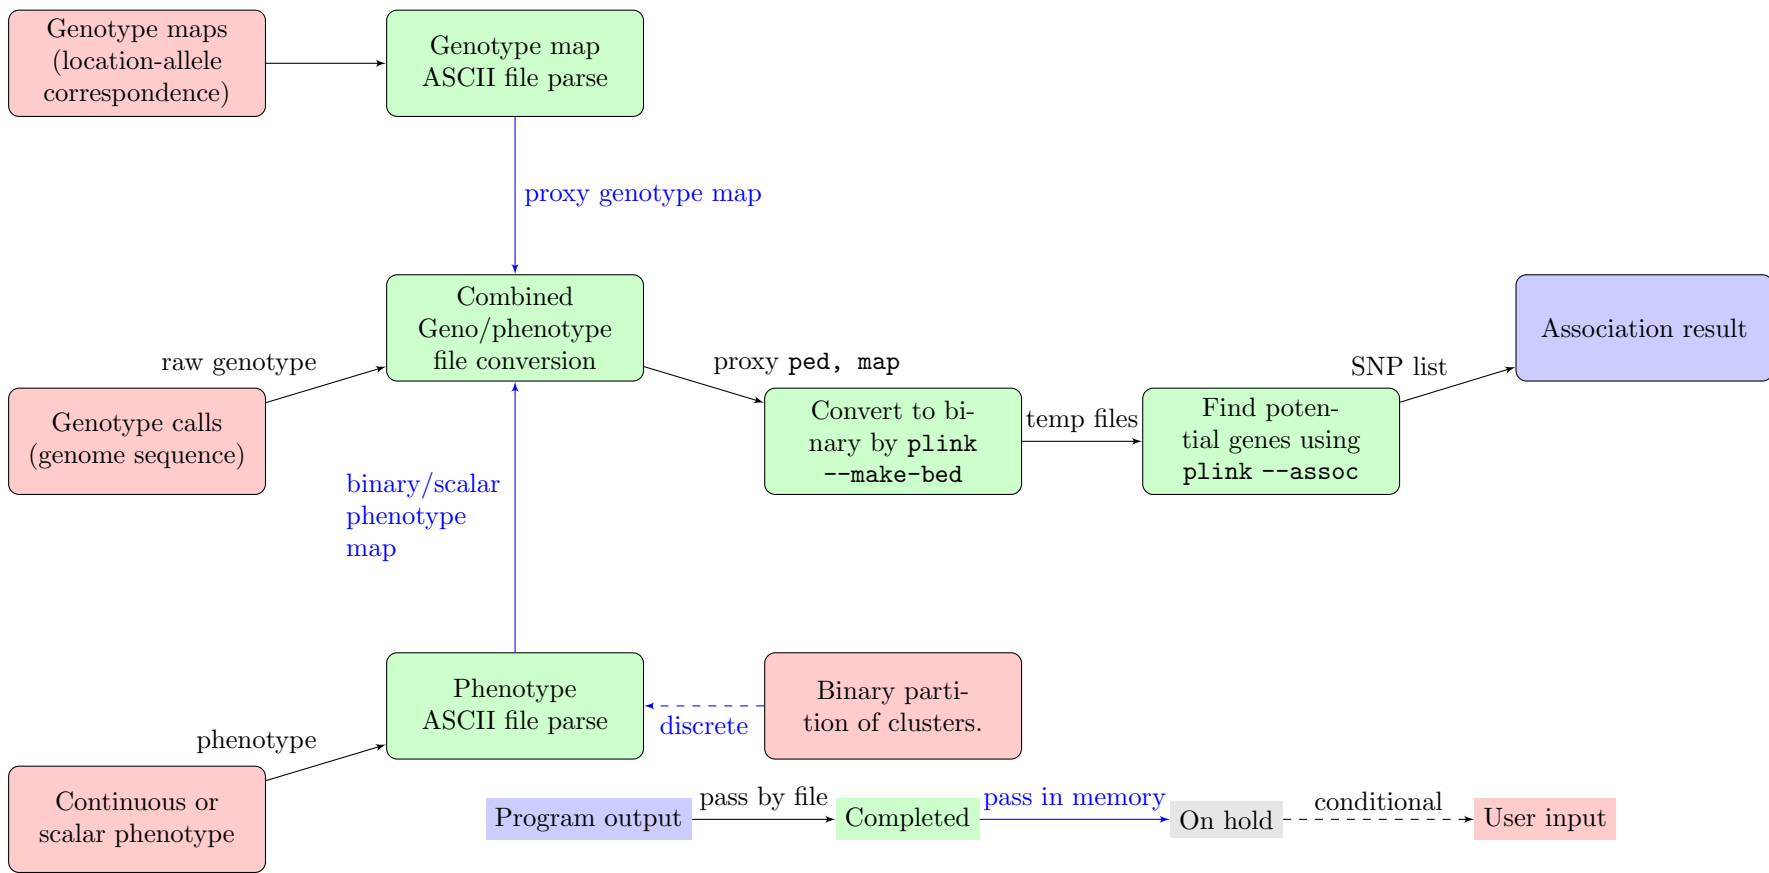 Genotype maps
(location-allele
correspondence)
Genotype map
ASCII file parse
proxy genotype map
Combined
Geno/phenotype
file conversion
raw genotype
Genotype calls
(genome sequence)
proxy ped, map
Convert to bi-
nary by plink
--make-bed
temp files
Find poten-
tial genes using
plink --assoc
SNP list
Association result
binary/scalar
phenotype
map
Phenotype
ASCII file parse
discrete
Binary parti-
tion of clusters.
phenotype
Continuous or
scalar phenotype
Program output
pass by file
Completed
pass in memory
On hold
conditional
User input